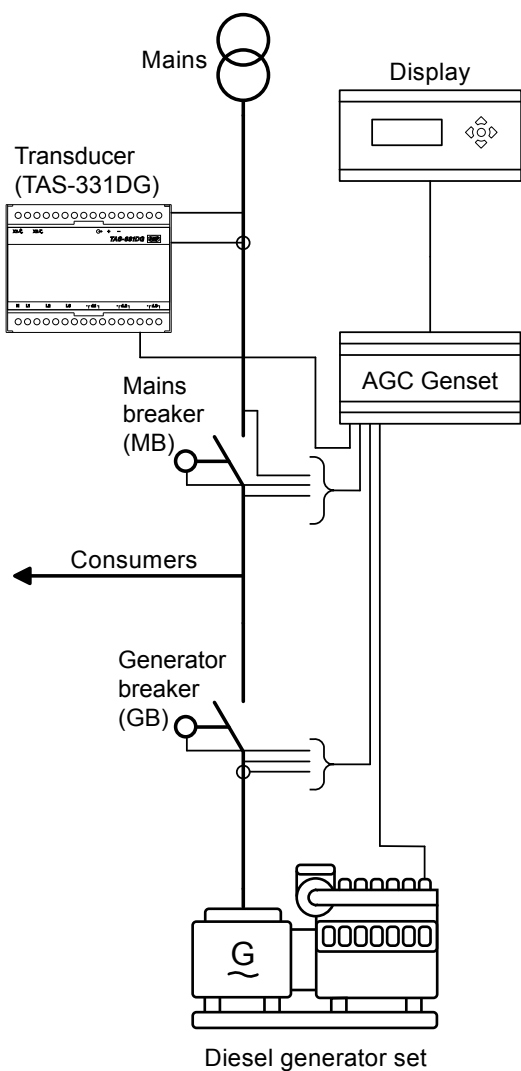 Mains
Display
Transducer
(TAS-331DG)
TAS-331DG
AGC Genset
Mains
breaker
(MB)
Consumers
Generator
breaker
(GB)
G
Diesel generator set